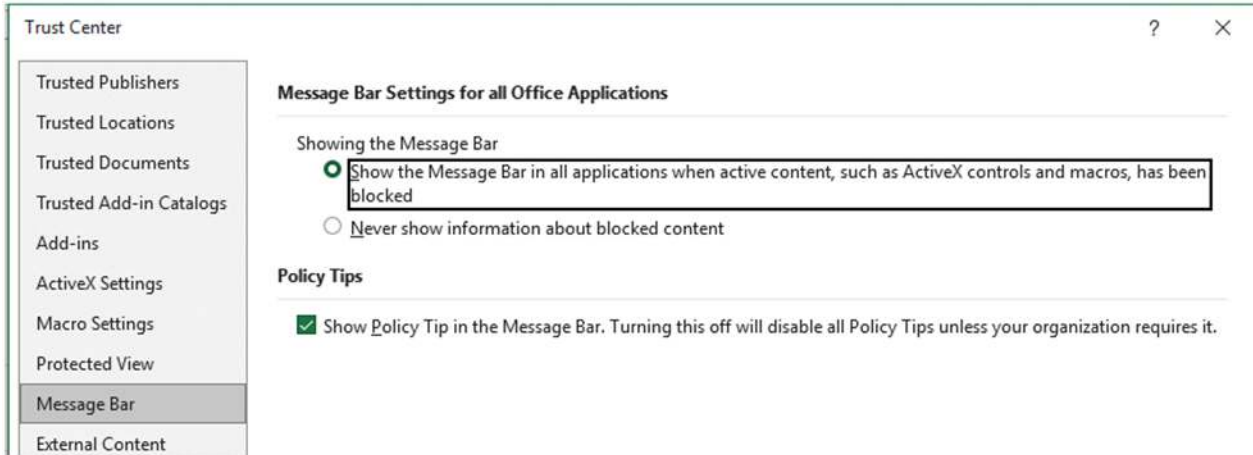 Trust Center
?
Trusted Publishers
Trusted Locations
Trusted Documents
Trusted Add-in Catalogs
Add-ins
ActiveX Settings
Macro Settings
Protected View
Message Bar
External Content
Message Bar Settings for all Office Applications
Showing the Message Bar
Show the Message Bar in all applications when active content, such as ActiveX controls and macros, has been
blocked
Never show information about blocked content
Policy Tips
Show Policy Tip in the Message Bar. Turning this off will disable all Policy Tips unless your organization requires it.